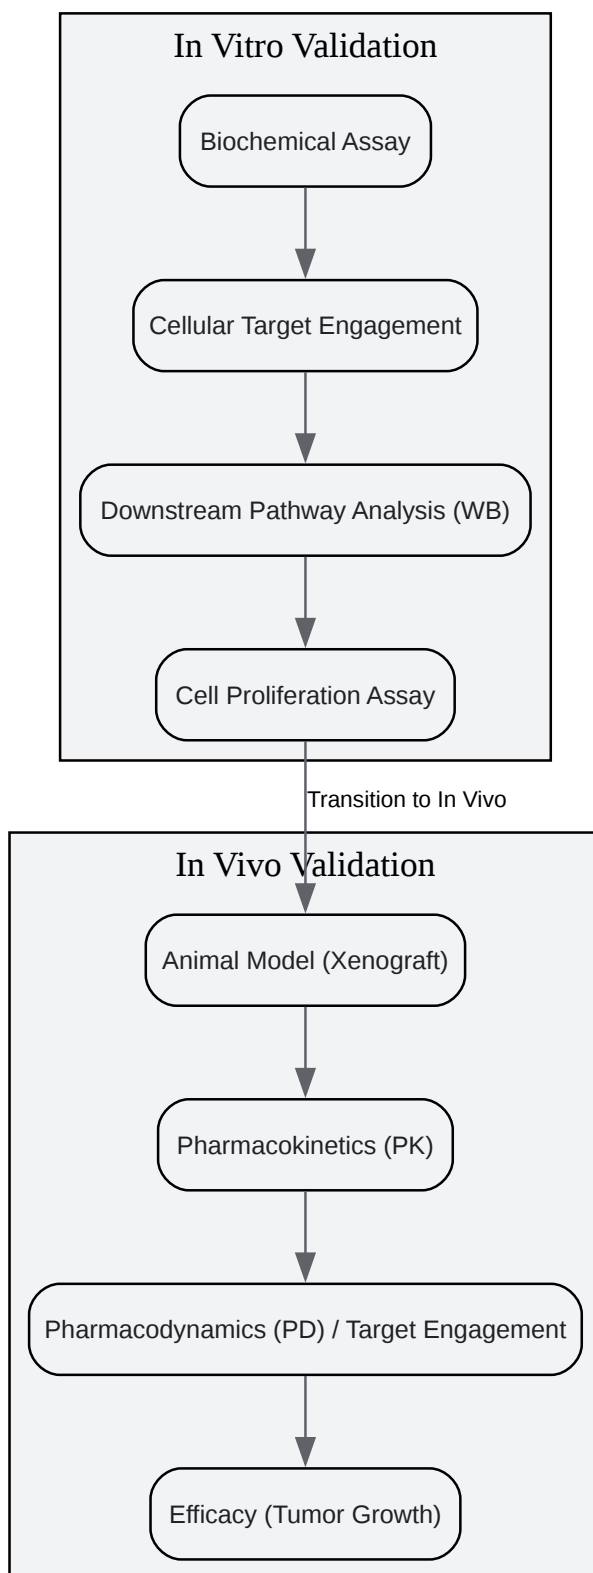 In Vitro Validation
Biochemical Assay
Cellular Target Engagement
Downstream Pathway Analysis (WB)
Cell Proliferation Assay
Transition to In Vivo
In Vivo Validation
Animal Model (Xenograft)
Pharmacokinetics (PK)
Pharmacodynamics (PD) / Target Engagement
Efficacy (Tumor Growth)